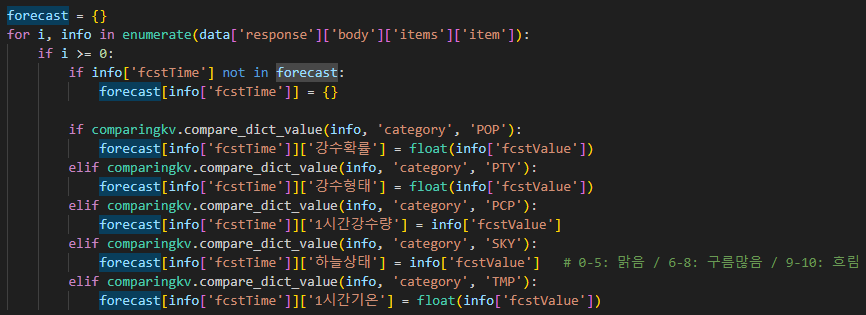 forecast = {}
for i, info in enumerate(data['response']['body']['items']['item']):
    if i >= 0:
        if info['fcstTime'] not in forecast:
            forecast[info['fcstTime']] = {}

        if comparingkv.compare_dict_value(info, 'category', 'POP'):
            forecast[info['fcstTime']]['강수확률'] = float(info['fcstValue'])
        elif comparingkv.compare_dict_value(info, 'category', 'PTY'):
            forecast[info['fcstTime']]['강수형태'] = float(info['fcstValue'])
        elif comparingkv.compare_dict_value(info, 'category', 'PCP'):
            forecast[info['fcstTime']]['1시간강수량'] = info['fcstValue']
        elif comparingkv.compare_dict_value(info, 'category', 'SKY'):
            forecast[info['fcstTime']]['하늘상태'] = info['fcstValue']   # 0-5: 맑음 / 6-8: 구름많음 / 9-10: 흐림
        elif comparingkv.compare_dict_value(info, 'category', 'TMP'):
            forecast[info['fcstTime']]['1시간기온'] = float(info['fcstValue'])